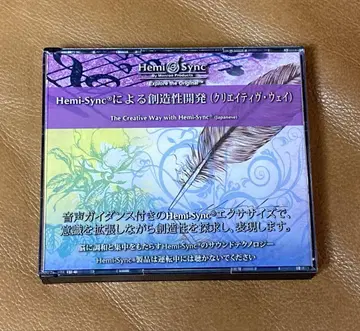 Hemi Sync®
By Monroe Products
Explore the Original™
Hemi-Sync®による創造性開発(クリエイティヴ・ウェイ)
The Creative Way with Hemi-Sync® (Japanese)
音声ガイダンス付きのHemi-Sync®エクササイズで、
意識を拡張しながら創造性を探求し、表現します。
脳に調和と集中をもたらすHemi-Sync®のサウンドテクノロジー
Hemi-Sync®製品は運転中には聴かないでください